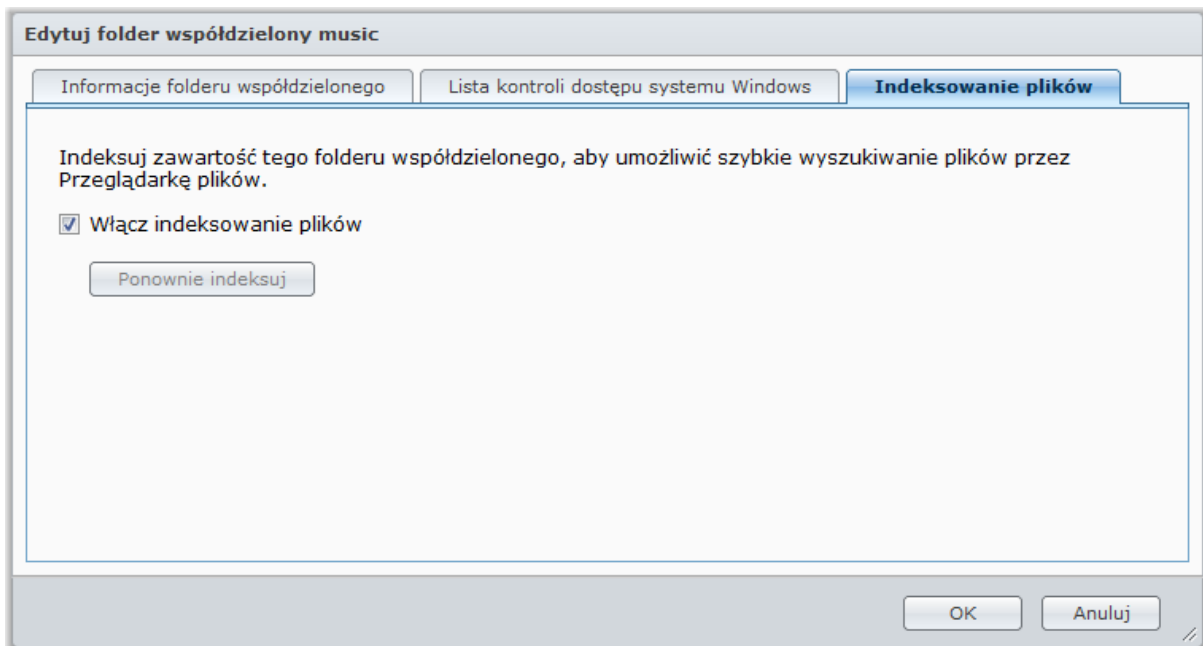 Edytuj folder współdzielony music
Informacje folderu współdzielonego
Lista kontroli dostępu systemu Windows
Indeksowanie plików
Indeksuj zawartość tego folderu współdzielonego, aby umożliwić szybkie wyszukiwanie plików przez
Przeglądarkę plików.
Włącz indeksowanie plików
Ponownie indeksuj
OK
Anuluj